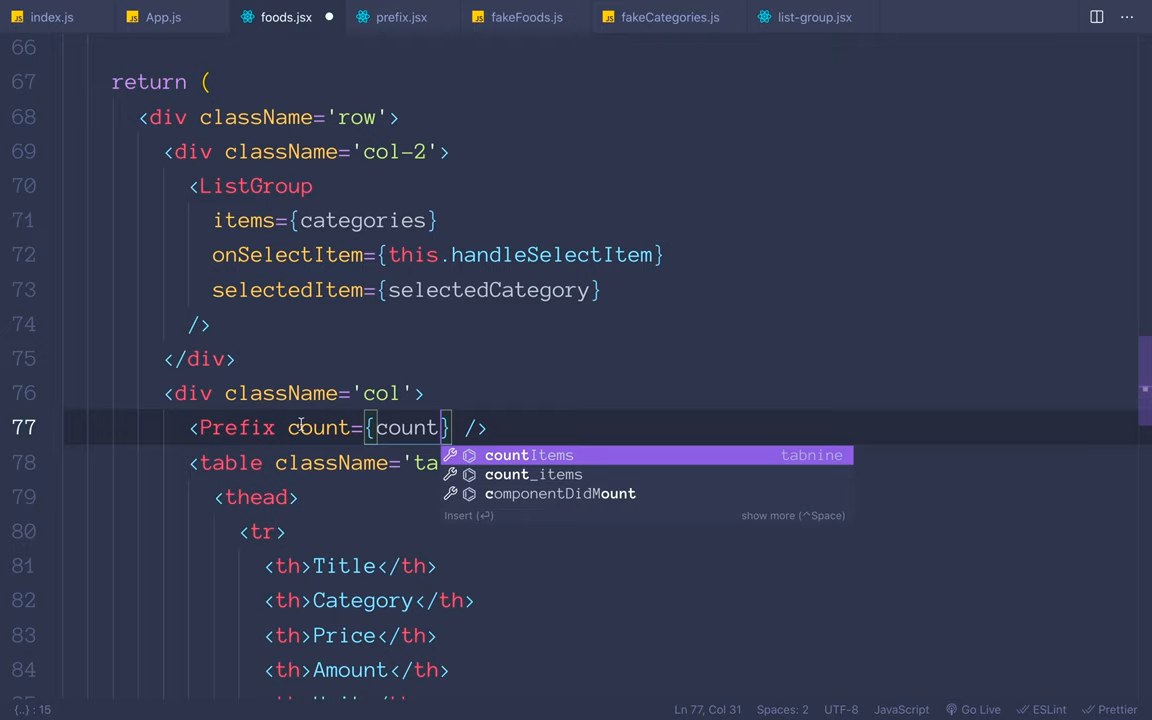 index.js App.js foods.jsx prefix.jsx fakeFoods.js fakeCategories.js list-group.jsx
66
67 return (
68 <div className='row'>
69 <div className='col-2'>
70 <ListGroup
71 items={categories}
72 onSelectItem={this.handleSelectItem}
73 selectedItem={selectedCategory}
74 />
75 </div>
76 <div className='col'>
77 <Prefix count={count} />
countItems tabnine
78 <table className='ta
count_items
79 <thead>
componentDidMount
Insert (⏎) show more (^Space)
80 <tr>
81 <th>Title</th>
82 <th>Category</th>
83 <th>Price</th>
84 <th>Amount</th>
{..} : 15 Ln 77, Col 31 Spaces: 2 UTF-8 JavaScript Go Live ESLint Prettier